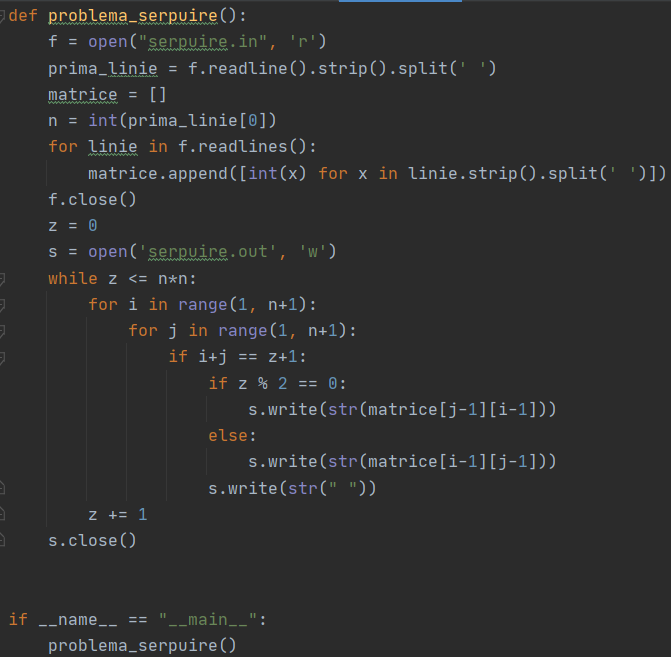 def problema_serpuire():
    f = open("serpuire.in", 'r')
    prima_linie = f.readline().strip().split(' ')
    matrice = []
    n = int(prima_linie[0])
    for linie in f.readlines():
        matrice.append([int(x) for x in linie.strip().split(' ')])
    f.close()
    z = 0
    s = open('serpuire.out', 'w')
    while z <= n*n:
        for i in range(1, n+1):
            for j in range(1, n+1):
                if i+j == z+1:
                    if z % 2 == 0:
                        s.write(str(matrice[j-1][i-1]))
                    else:
                        s.write(str(matrice[i-1][j-1]))
                    s.write(str(" "))
        z += 1
    s.close()
if __name__ == "__main__":
    problema_serpuire()